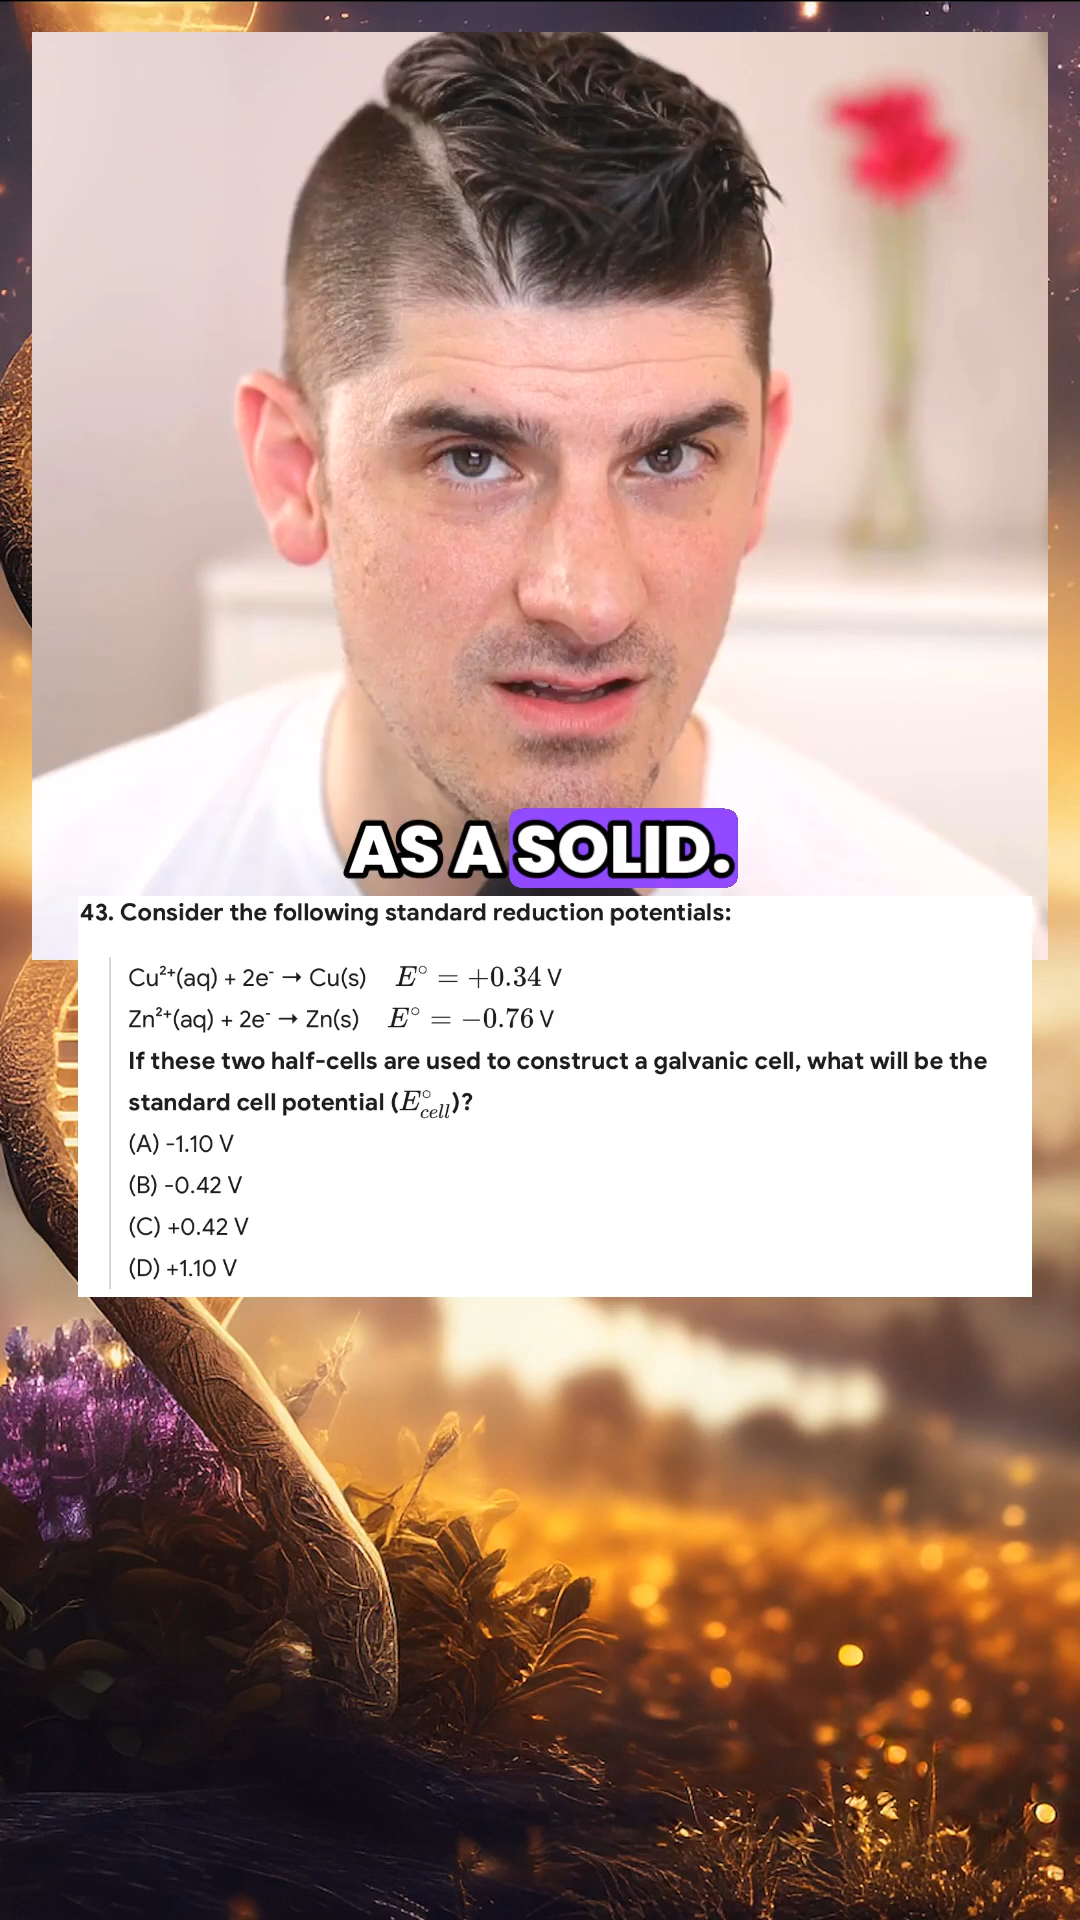 AS A SOLID.
43. Consider the following standard reduction potentials:
Cu²⁺(aq) + 2e⁻ → Cu(s) E° = +0.34 V
Zn²⁺(aq) + 2e⁻ → Zn(s) E° = −0.76 V
If these two half-cells are used to construct a galvanic cell, what will be the
standard cell potential (E°cell)?
(A) -1.10 V
(B) -0.42 V
(C) +0.42 V
(D) +1.10 V